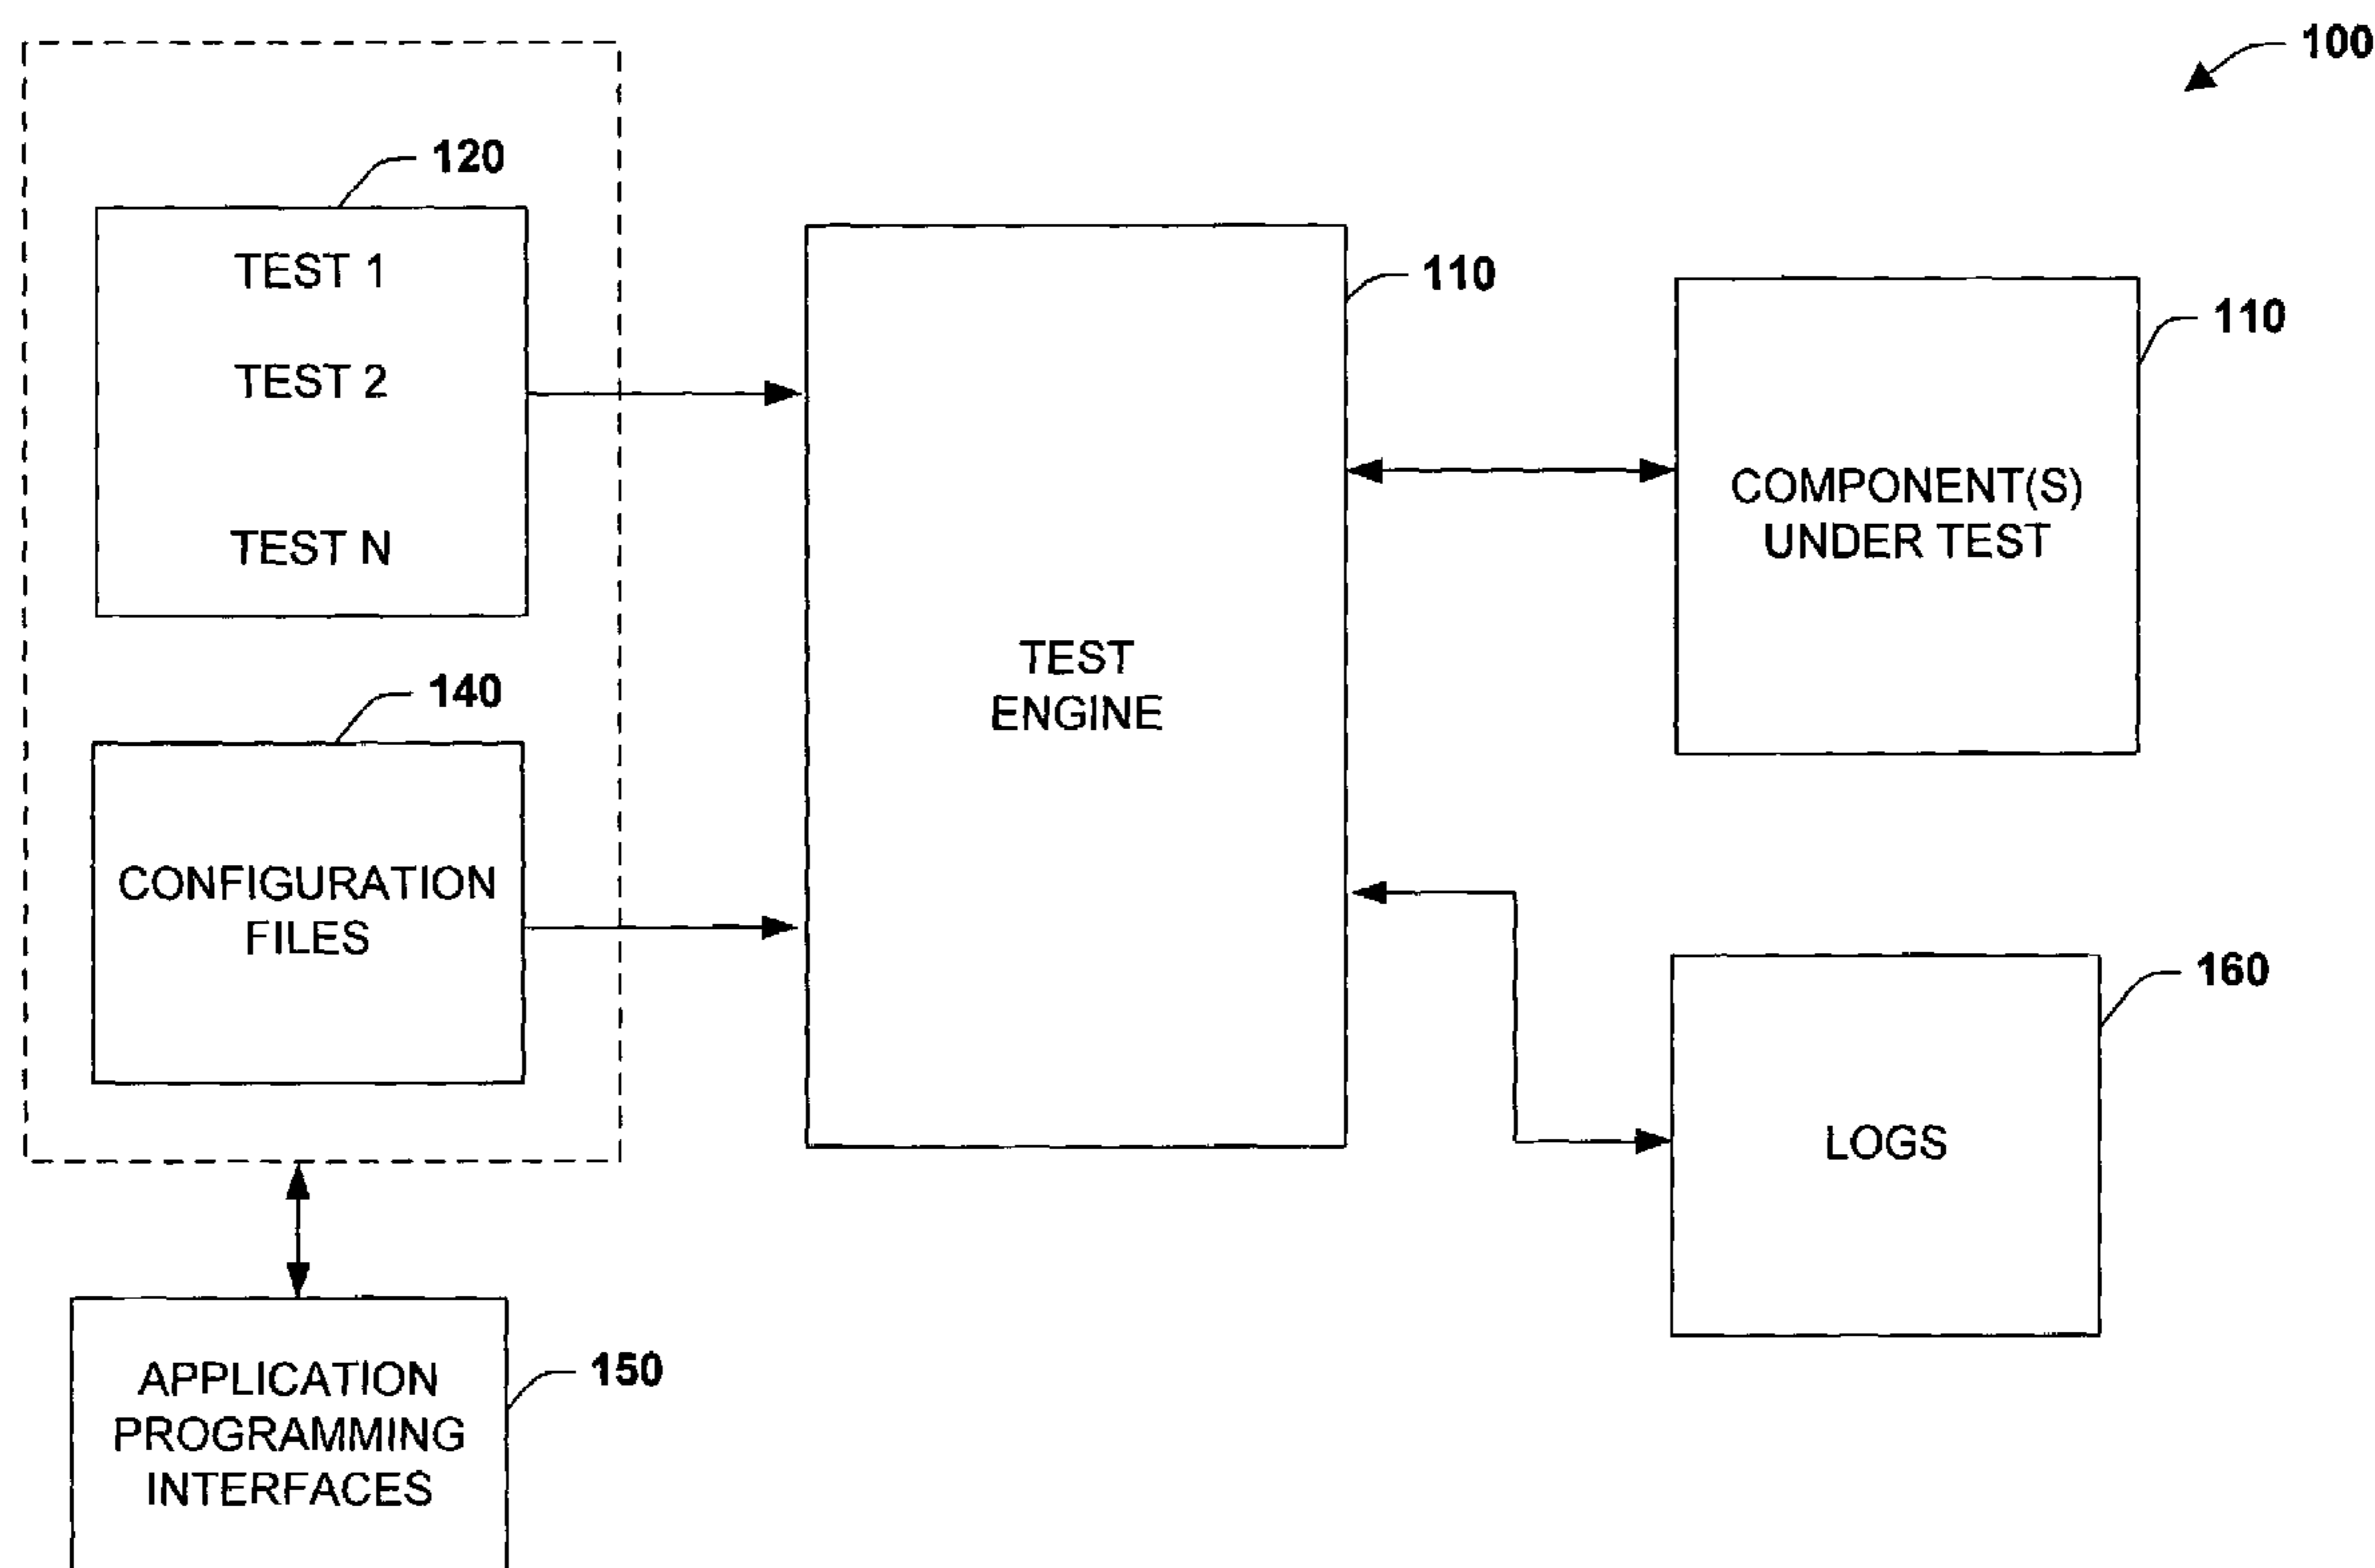 100
120
TEST 1
TEST 2
TEST N
140
CONFIGURATION
FILES
110
TEST
ENGINE
110
COMPONENT(S)
UNDER TEST
160
LOGS
150
APPLICATION
PROGRAMMING
INTERFACES